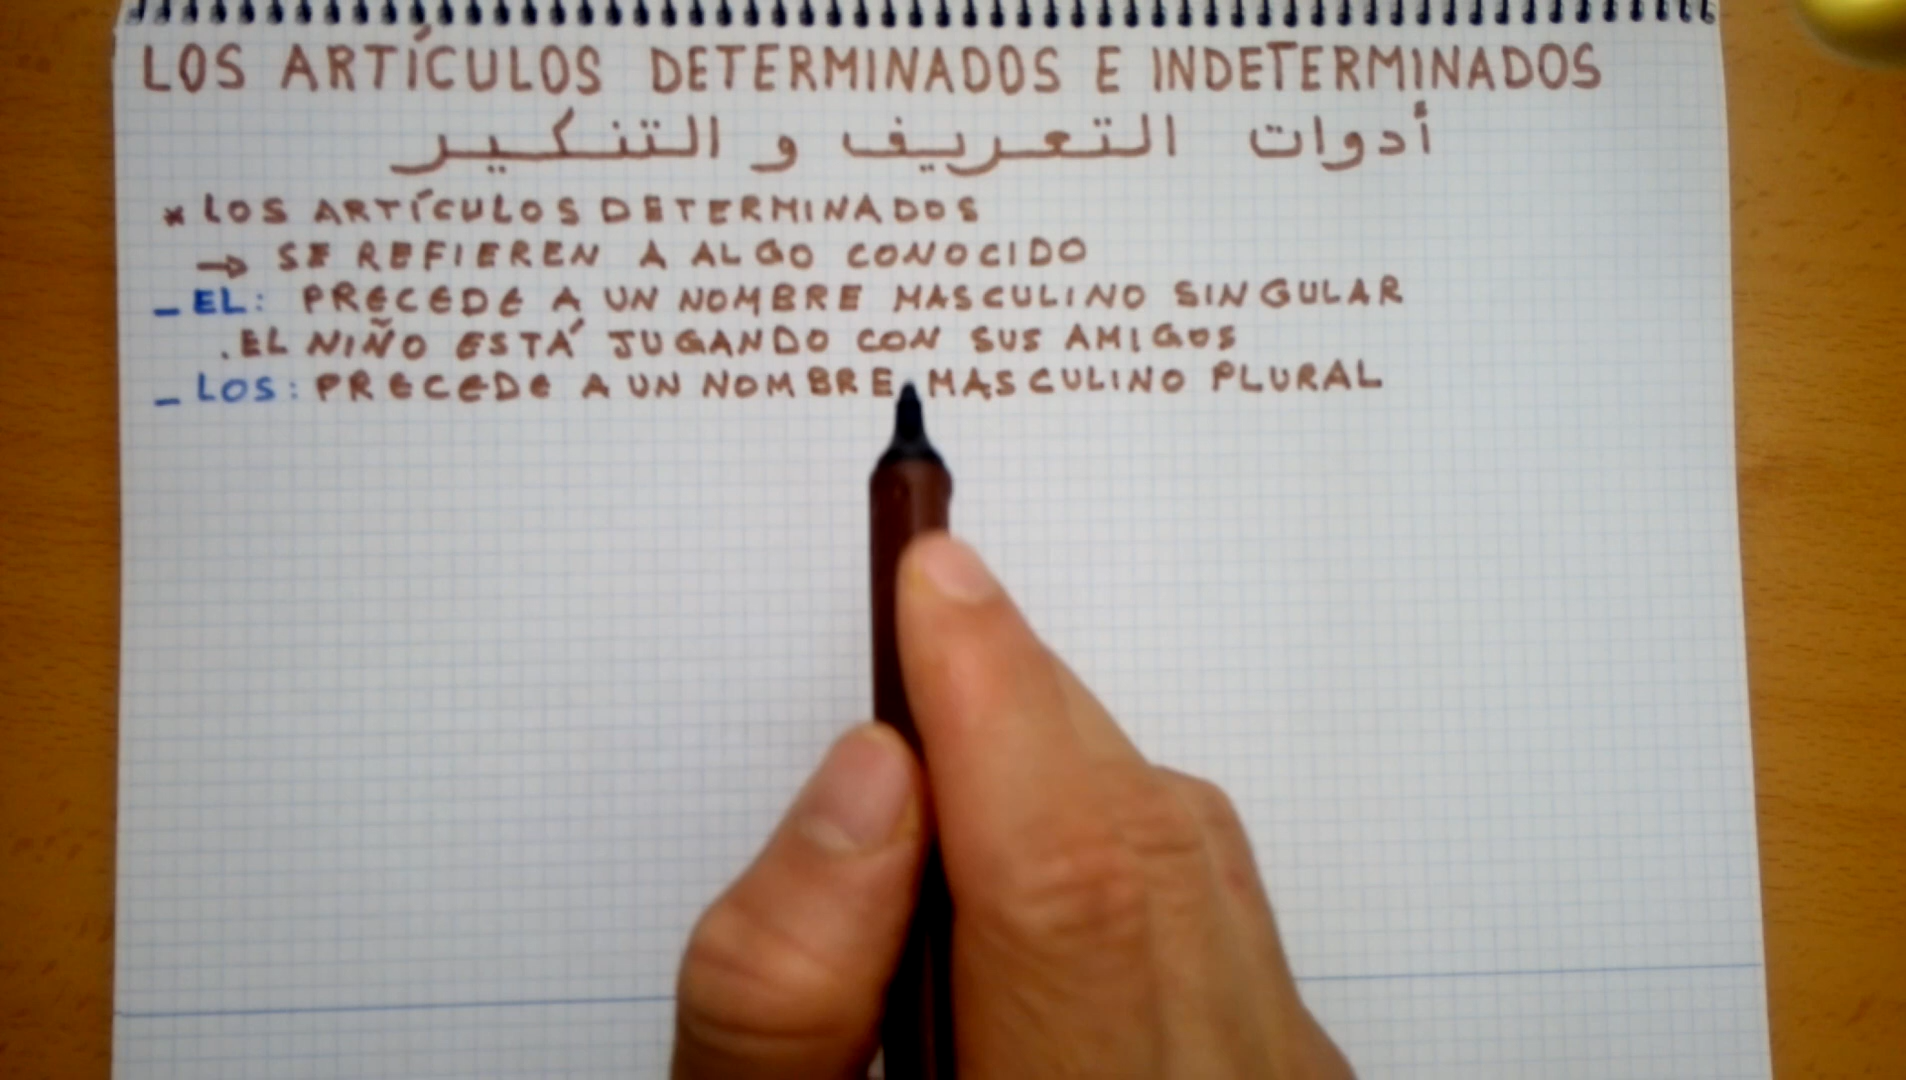 LOS ARTÍCULOS DETERMINADOS E INDETERMINADOS
أدوات التعريف و التنكير
* LOS ARTÍCULOS DETERMINADOS
→ SE REFIEREN A ALGO CONOCIDO
_ EL: PRECEDE A UN NOMBRE MASCULINO SINGULAR
. EL NIÑO ESTÁ JUGANDO CON SUS AMIGOS
_ LOS: PRECEDE A UN NOMBRE MASCULINO PLURAL